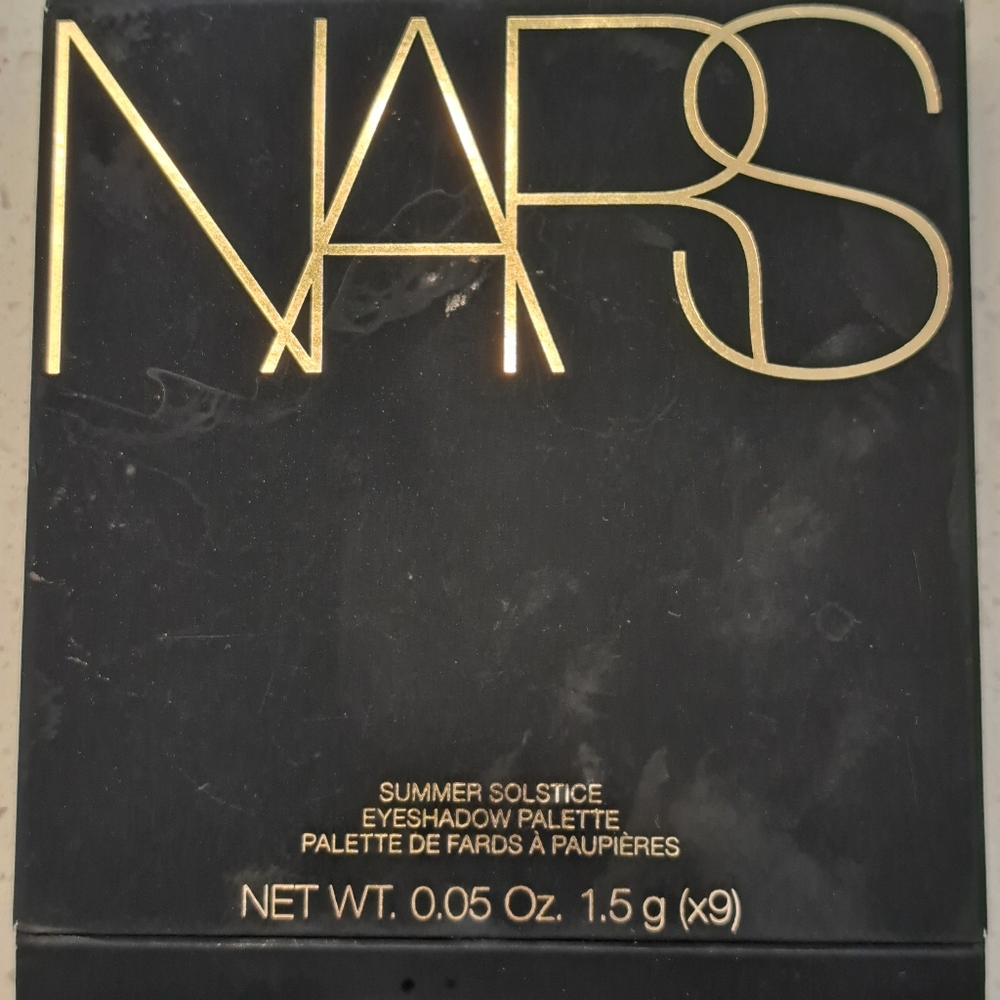 NARS
SUMMER SOLSTICE
EYESHADOW PALETTE
PALETTE DE FARDS À PAUPIÈRES
NET WT. 0.05 Oz. 1.5 g (x9)